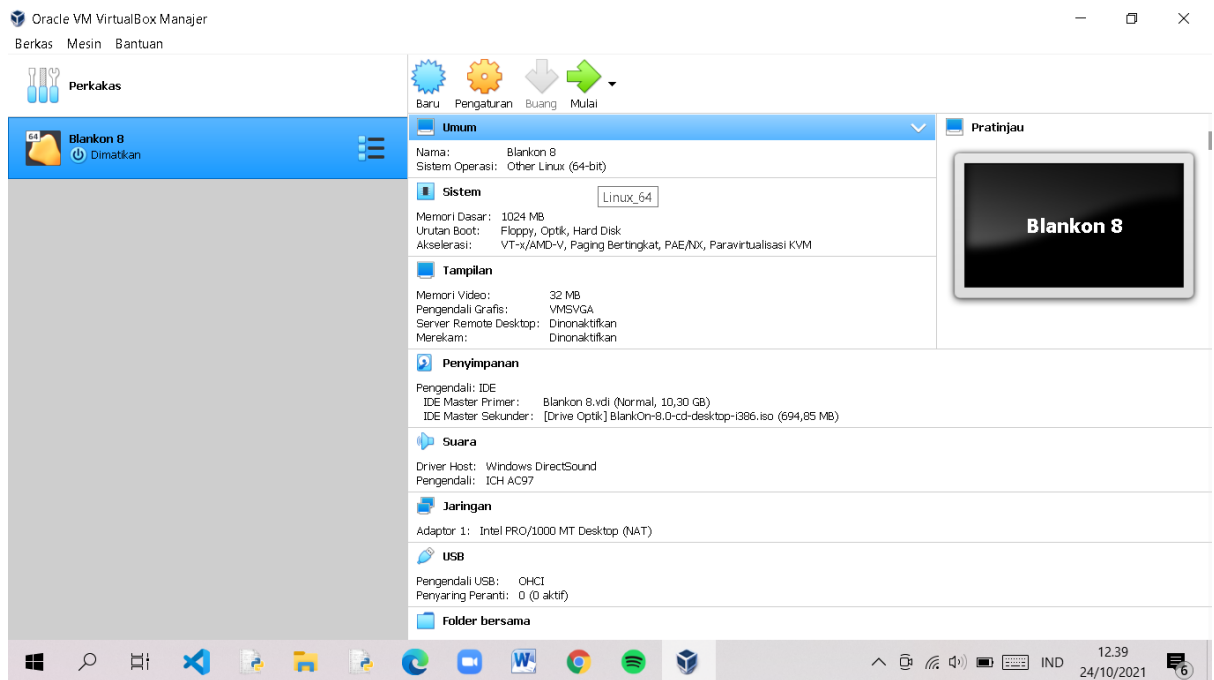 Oracle VM VirtualBox Manajer
Berkas Mesin Bantuan
Perkakas
64
Blankon 8
Dimatikan
Baru Pengaturan Buang Mulai
Umum
Nama: Blankon 8
Sistem Operasi: Other Linux (64-bit)
Sistem
Linux_64
Memori Dasar: 1024 MB
Urutan Boot: Floppy, Optik, Hard Disk
Akselerasi: VT-x/AMD-V, Paging Bertingkat, PAE/NX, Paravirtualisasi KVM
Tampilan
Memori Video: 32 MB
Pengendali Grafis: VMSVGA
Server Remote Desktop: Dinonaktifkan
Merekam: Dinonaktifkan
Pratinjau
Blankon 8
Penyimpanan
Pengendali: IDE
IDE Master Primer: Blankon 8.vdi (Normal, 10,30 GB)
IDE Master Sekunder: [Drive Optik] BlankOn-8.0-cd-desktop-i386.iso (694,85 MB)
Suara
Driver Host: Windows DirectSound
Pengendali: ICH AC97
Jaringan
Adaptor 1: Intel PRO/1000 MT Desktop (NAT)
USB
Pengendali USB: OHCI
Penyaring Peranti: 0 (0 aktif)
Folder bersama
IND
12.39
24/10/2021
6